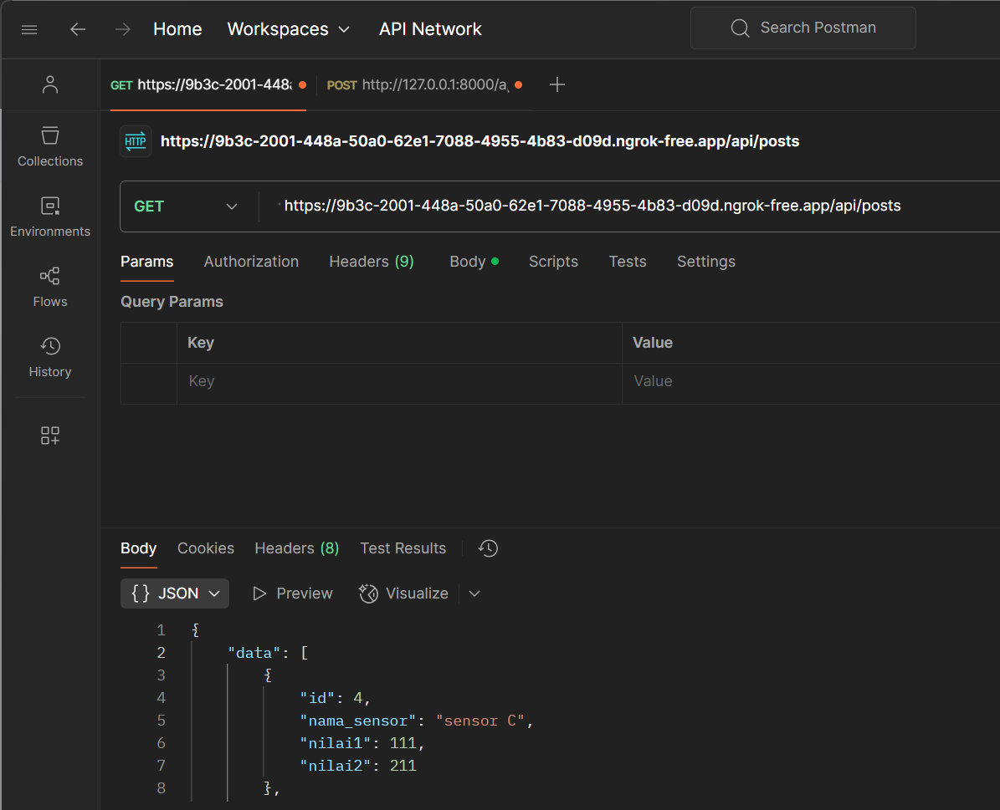 Home Workspaces API Network Search Postman
GET https://9b3c-2001-448a POST http://127.0.0.1:8000/a
Collections
Environments
Flows
History
HTTP https://9b3c-2001-448a-50a0-62e1-7088-4955-4b83-d09d.ngrok-free.app/api/posts
GET https://9b3c-2001-448a-50a0-62e1-7088-4955-4b83-d09d.ngrok-free.app/api/posts
Params Authorization Headers (9) Body Scripts Tests Settings
Query Params
Key Value
Key Value
Body Cookies Headers (8) Test Results
{} JSON Preview Visualize
1 {
2 "data": [
3 {
4 "id": 4,
5 "nama_sensor": "sensor C",
6 "nilai1": 111,
7 "nilai2": 211
8 },